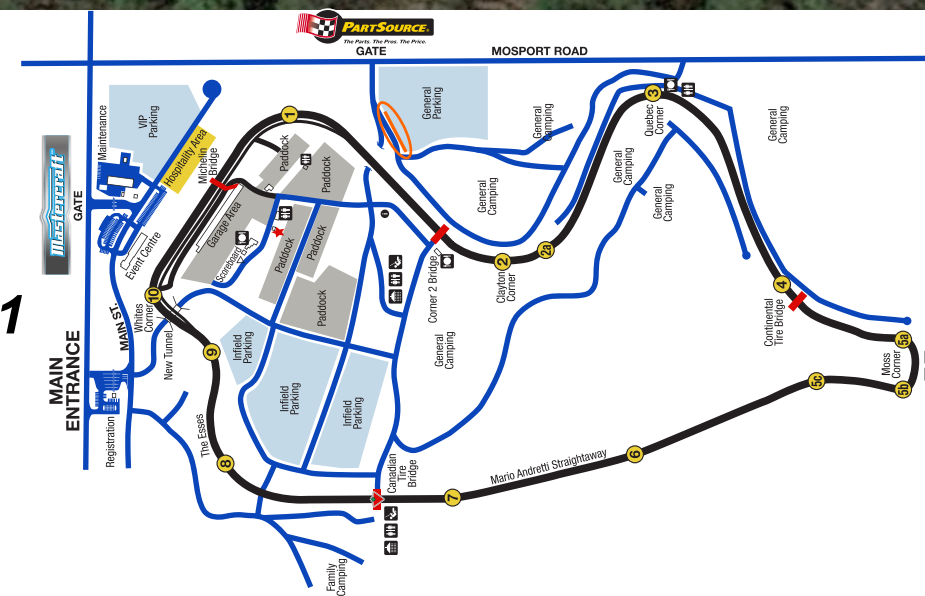 PARTSOURCE®
The Parts. The Pros. The Price.
GATE
MOSPORT ROAD
Mastercraft
GATE
1
MAIN
ENTRANCE
MAIN ST.
Registration
Maintenance
VIP
Parking
Hospitality Area
Event Centre
Michelin
Bridge
1
Paddock
Paddock
Garage Area
Scoreboard
Paddock
Paddock
Paddock
10
Whites
Corner
New Tunnel
9
Infield
Parking
Infield
Parking
Infield
Parking
The Esses
8
Canadian
Tire
Bridge
Family
Camping
7
Mario Andretti Straightaway
6
General
Parking
General
Camping
General
Camping
General
Camping
General
Camping
General
Camping
General
Camping
Corner 2 Bridge
2
Clayton
Corner
2a
3
Quebec
Corner
4
Continental
Tire Bridge
5a
Moss
Corner
5b
5c